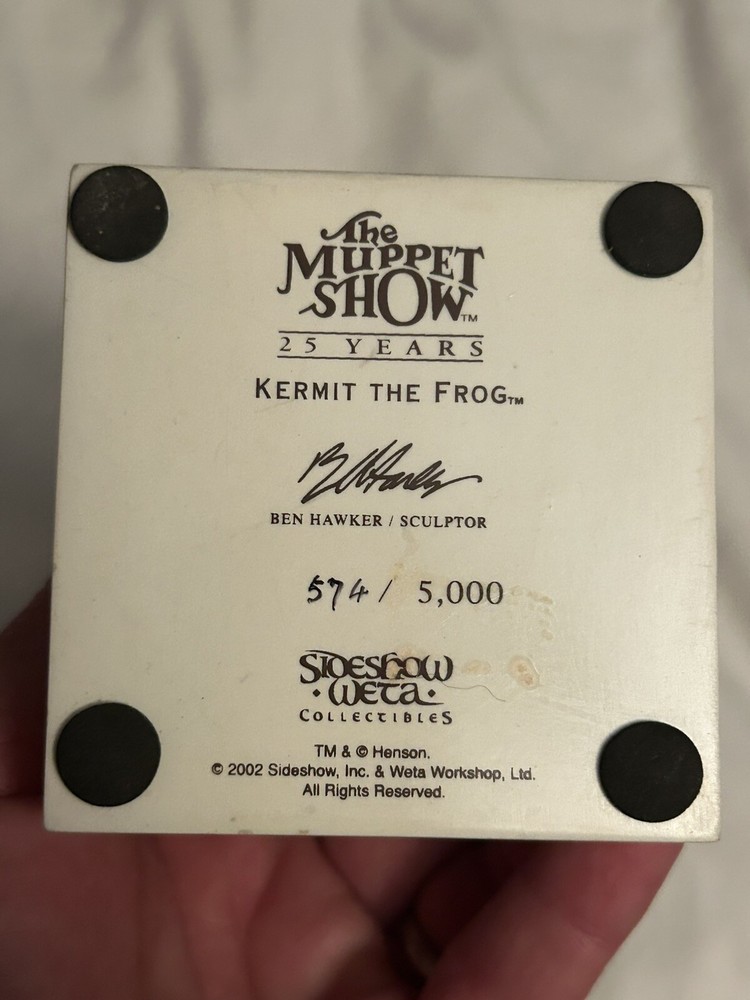 The
MUPPET
SHOW™
25 YEARS
KERMIT THE FROG™
BEN HAWKER / SCULPTOR
574 / 5,000
SIDESHOW
· WETA ·
COLLECTIBLES
TM & © Henson.
© 2002 Sideshow, Inc. & Weta Workshop, Ltd.
All Rights Reserved.